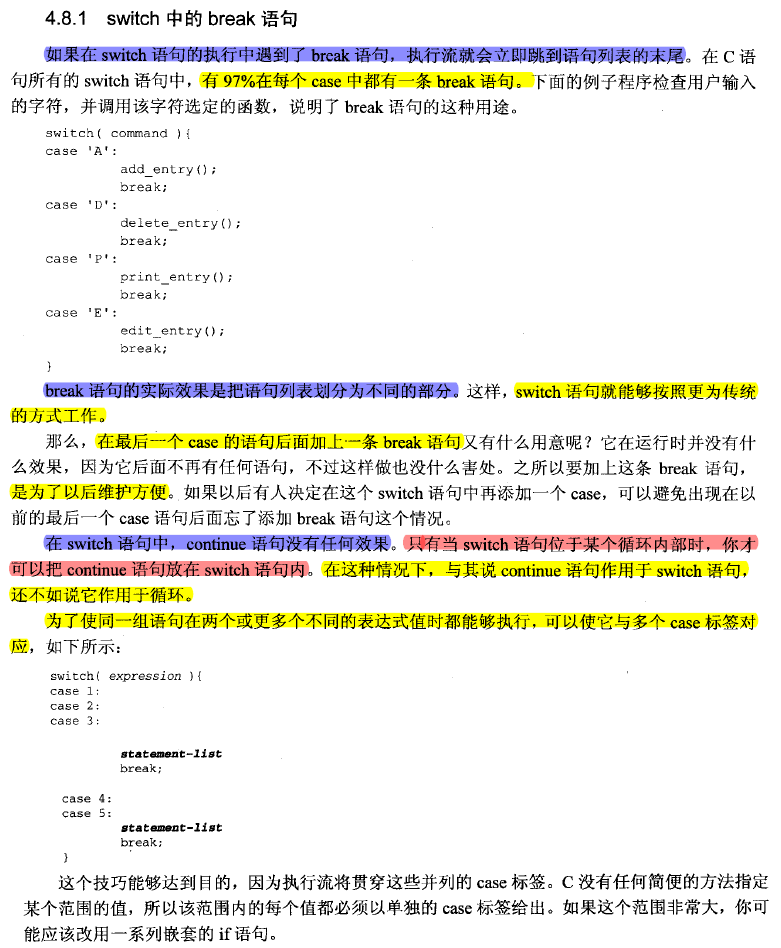 4.8.1 switch 中的 break 语句
如果在 switch 语句的执行中遇到了 break 语句，执行流就会立即跳到语句列表的末尾。在 C 语
句所有的 switch 语句中，有 97%在每个 case 中都有一条 break 语句。下面的例子程序检查用户输入
的字符，并调用该字符选定的函数，说明了 break 语句的这种用途。
switch( command ){
case 'A':
add_entry();
break;
case 'D':
delete_entry();
break;
case 'P':
print_entry();
break;
case 'E':
edit_entry();
break;
}
break 语句的实际效果是把语句列表划分为不同的部分。这样，switch 语句就能够按照更为传统
的方式工作。
那么，在最后一个 case 的语句后面加上一条 break 语句又有什么用意呢？它在运行时并没有什
么效果，因为它后面不再有任何语句，不过这样做也没什么害处。之所以要加上这条 break 语句，
是为了以后维护方便。如果以后有人决定在这个 switch 语句中再添加一个 case，可以避免出现在以
前的最后一个 case 语句后面忘了添加 break 语句这个情况。
在 switch 语句中，continue 语句没有任何效果。只有当 switch 语句位于某个循环内部时，你才
可以把 continue 语句放在 switch 语句内。在这种情况下，与其说 continue 语句作用于 switch 语句，
还不如说它作用于循环。
为了使同一组语句在两个或更多个不同的表达式值时都能够执行，可以使它与多个 case 标签对
应，如下所示：
switch( expression ){
case 1:
case 2:
case 3:
statement-list
break;
case 4:
case 5:
statement-list
break;
}
这个技巧能够达到目的，因为执行流将贯穿这些并列的 case 标签。C 没有任何简便的方法指定
某个范围的值，所以该范围内的每个值都必须以单独的 case 标签给出。如果这个范围非常大，你可
能应该改用一系列嵌套的 if 语句。